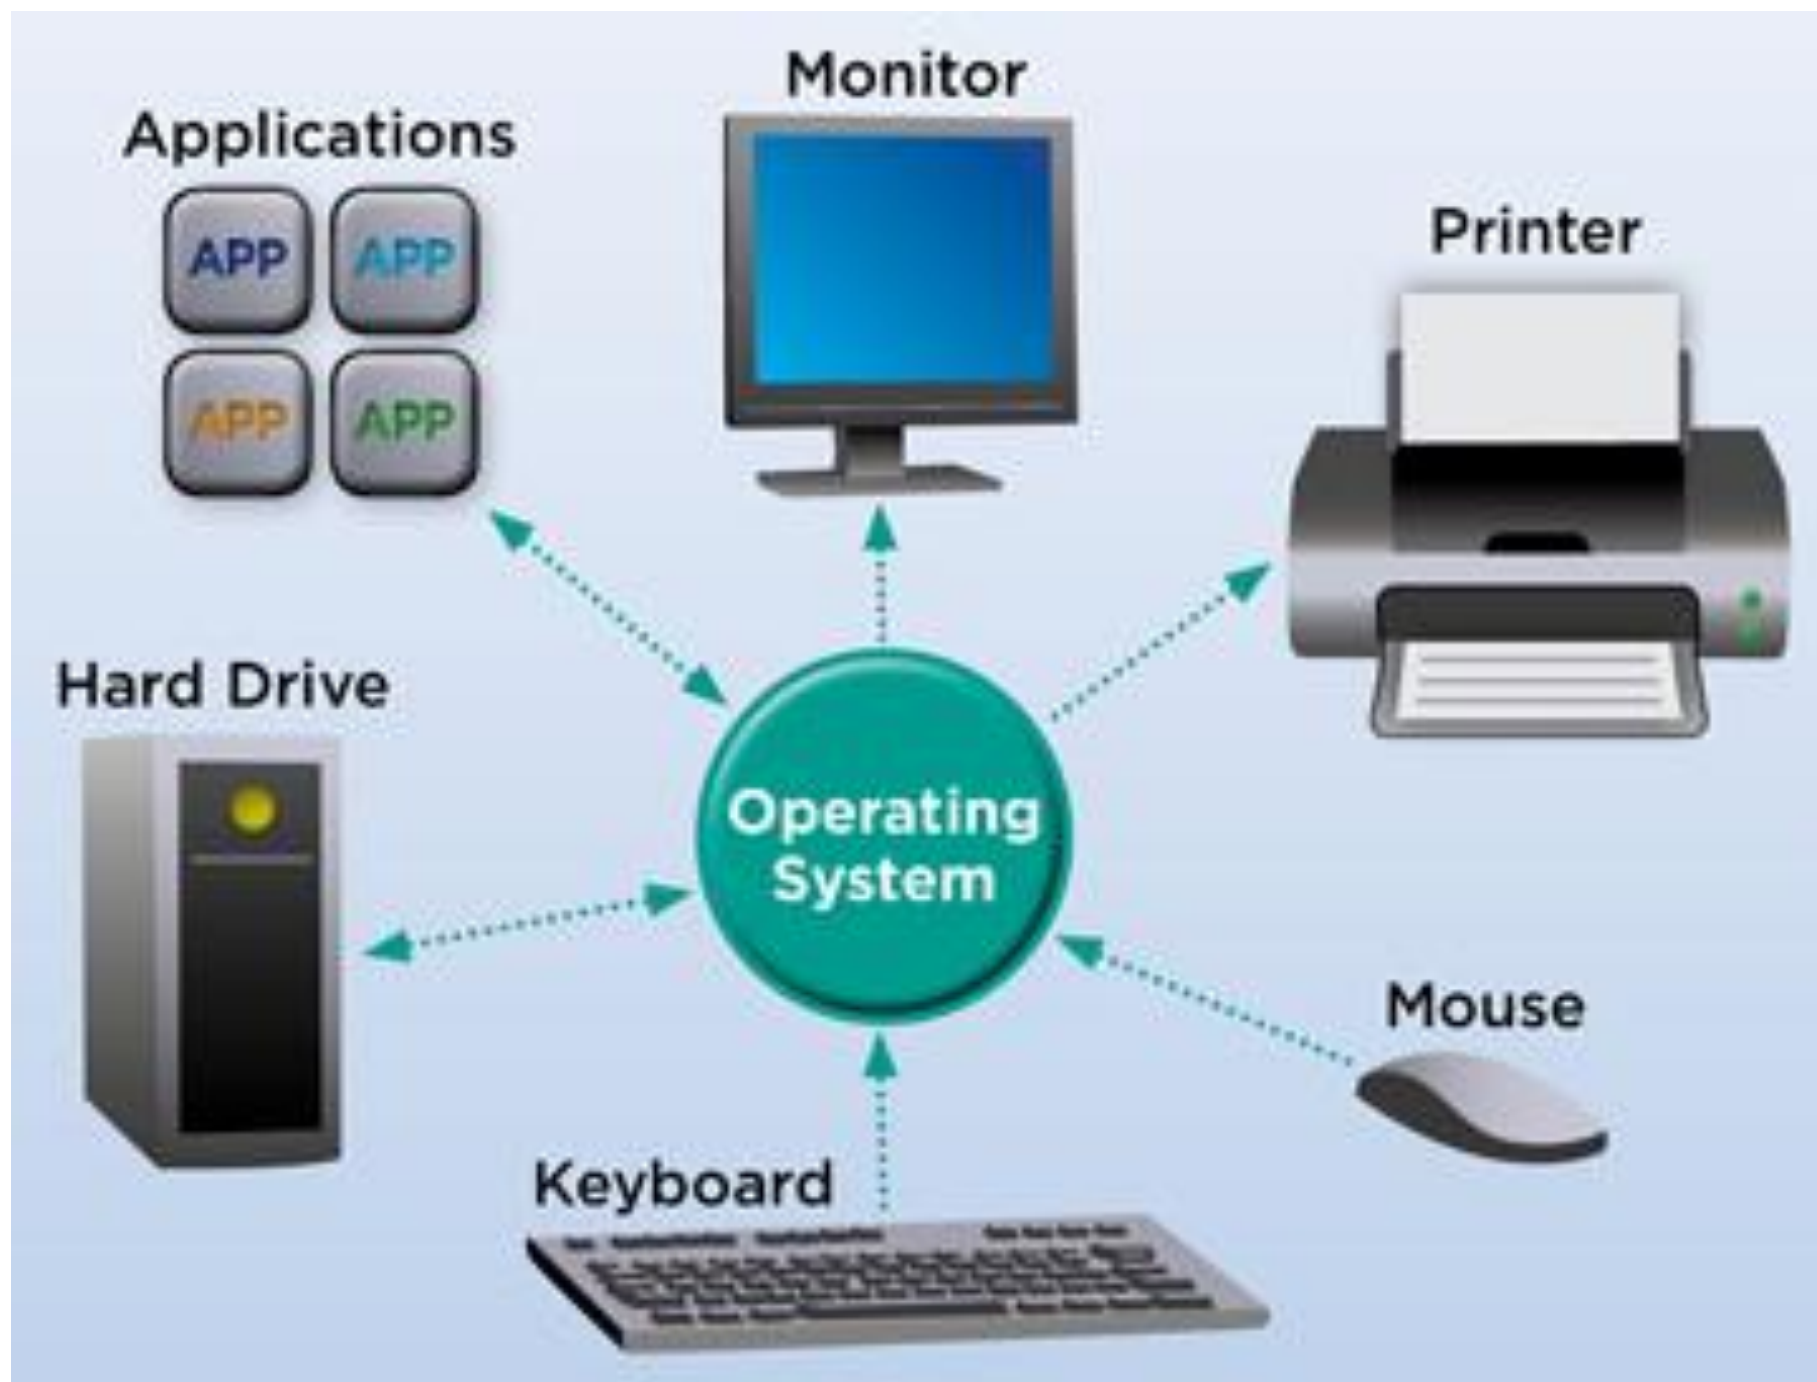 Monitor
Applications
APP APP
APP APP
Printer
Hard Drive
Operating
System
Mouse
Keyboard